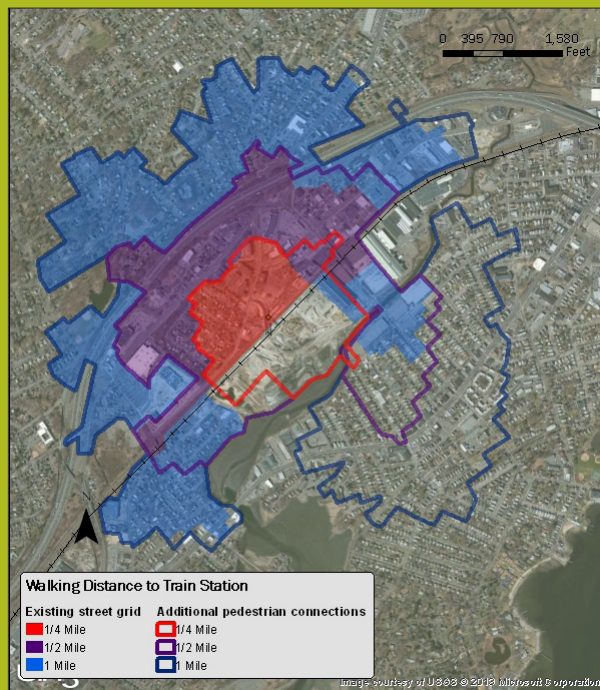 0 395 790 1,580
Feet
Walking Distance to Train Station
Existing street grid Additional pedestrian connections
1/4 Mile 1/4 Mile
1/2 Mile 1/2 Mile
1 Mile 1 Mile
Image courtesy of USGS © 2013 Microsoft Corporation